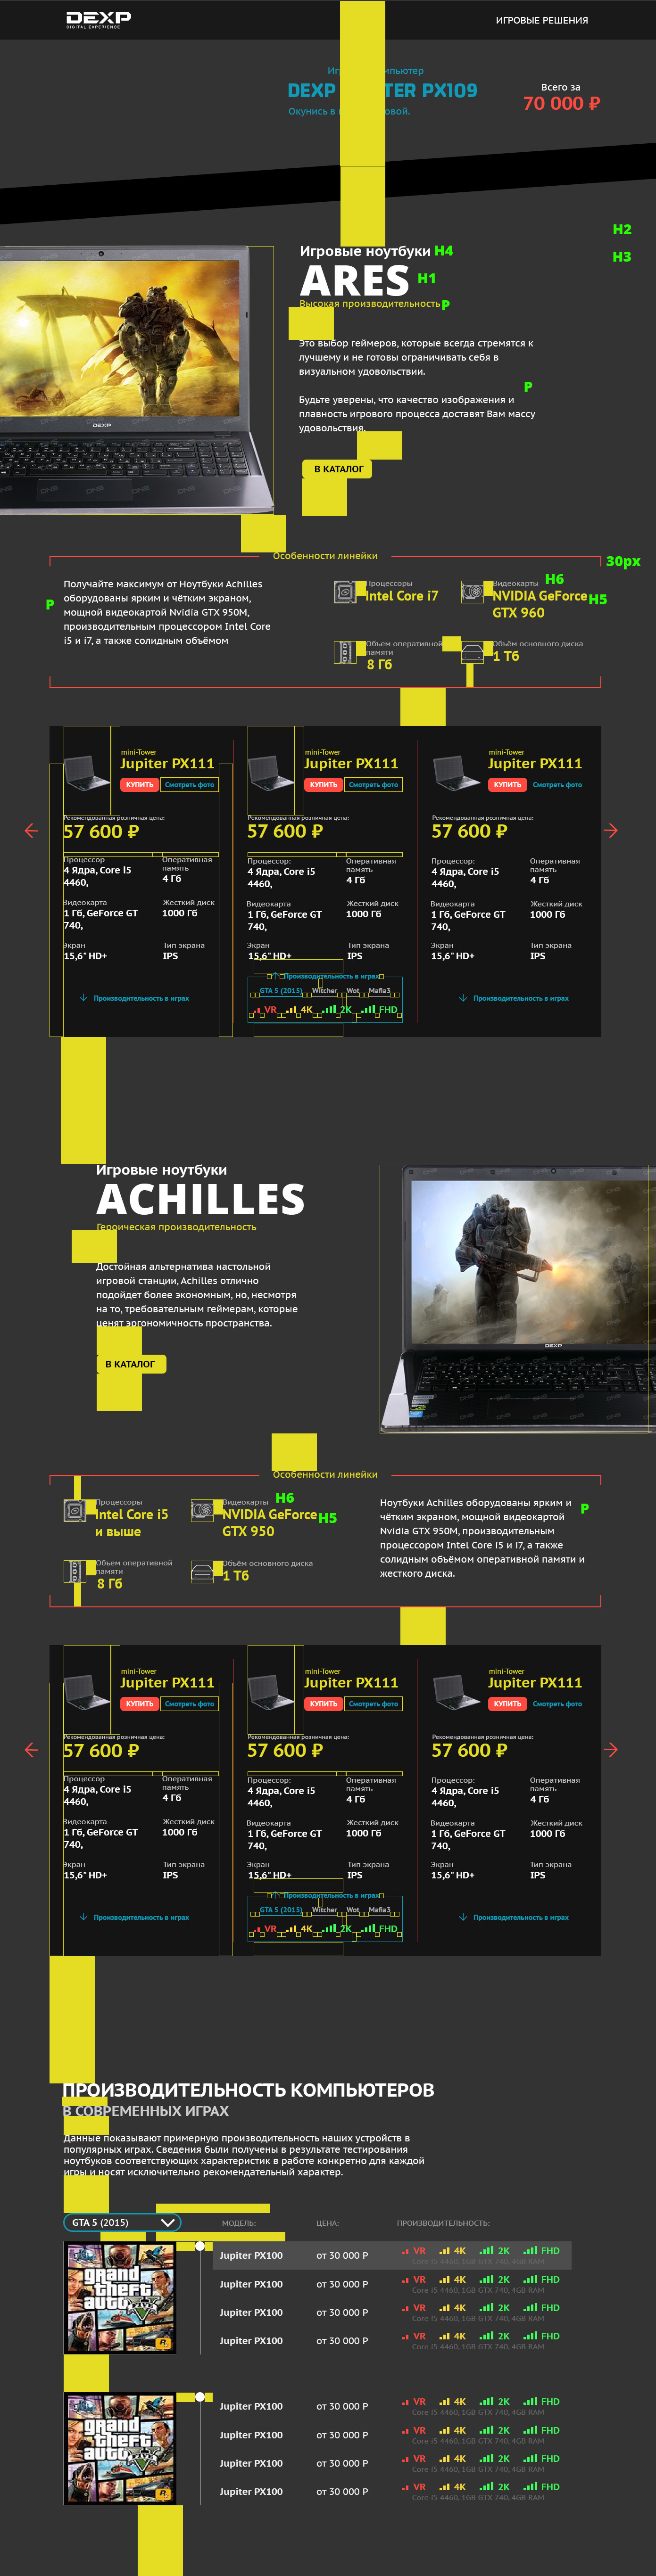 DEXP
DIGITAL EXPERIENCE
ИГРОВЫЕ РЕШЕНИЯ
DEXP
PX109
Окунись в
Всего за
70 000 ₽
H2
H3
Игровые ноутбуки H4
ARES H1
Высокая производительность P
Это выбор геймеров, которые всегда стремятся к
лучшему и не готовы ограничивать себя в
визуальном удовольствии.
P
Будьте уверены, что качество изображения и
плавность игрового процесса доставят Вам массу
удовольствия.
В КАТАЛОГ
DEXP
Особенности линейки
30px
P
Получайте максимум от Ноутбуки Achilles
оборудованы ярким и чётким экраном,
мощной видеокартой Nvidia GTX 950M,
производительным процессором Intel Core
i5 и i7, а также солидным объёмом
Процессоры
Intel Core i7
Видеокарты H6
NVIDIA GeForce H5
GTX 960
Объем оперативной
памяти
8 Гб
Объём основного диска
1 Тб
mini-Tower
Jupiter PX111
КУПИТЬ Смотреть фото
Рекомендованная розничная цена:
57 600 ₽
Процессор
4 Ядра, Core i5
4460,
Оперативная
память
4 Гб
Видеокарта
1 Гб, GeForce GT
740,
Жесткий диск
1000 Гб
Экран
15,6" HD+
Тип экрана
IPS
Производительность в играх
mini-Tower
Jupiter PX111
КУПИТЬ Смотреть фото
Рекомендованная розничная цена:
57 600 ₽
Процессор:
4 Ядра, Core i5
4460,
Оперативная
память
4 Гб
Видеокарта
1 Гб, GeForce GT
740,
Жесткий диск
1000 Гб
Экран
15,6" HD+
Тип экрана
IPS
Производительность в играх
GTA 5 (2015) Witcher Wot Mafia3
VR 4K 2K FHD
mini-Tower
Jupiter PX111
КУПИТЬ Смотреть фото
Рекомендованная розничная цена:
57 600 ₽
Процессор:
4 Ядра, Core i5
4460,
Оперативная
память
4 Гб
Видеокарта
1 Гб, GeForce GT
740,
Жесткий диск
1000 Гб
Экран
15,6" HD+
Тип экрана
IPS
Производительность в играх
Игровые ноутбуки
ACHILLES
Героическая производительность
Достойная альтернатива настольной
игровой станции, Achilles отлично
подойдет более экономным, но, несмотря
на то, требовательным геймерам, которые
ценят эргономичность пространства.
В КАТАЛОГ
DEXP
Особенности линейки
Процессоры
Intel Core i5
и выше
Видеокарты H6
NVIDIA GeForce H5
GTX 950
Объем оперативной
памяти
8 Гб
Объём основного диска
1 Тб
Ноутбуки Achilles оборудованы ярким и
чётким экраном, мощной видеокартой
Nvidia GTX 950M, производительным
процессором Intel Core i5 и i7, а также
солидным объёмом оперативной памяти и
жесткого диска.
P
mini-Tower
Jupiter PX111
КУПИТЬ Смотреть фото
Рекомендованная розничная цена:
57 600 ₽
Процессор
4 Ядра, Core i5
4460,
Оперативная
память
4 Гб
Видеокарта
1 Гб, GeForce GT
740,
Жесткий диск
1000 Гб
Экран
15,6" HD+
Тип экрана
IPS
Производительность в играх
mini-Tower
Jupiter PX111
КУПИТЬ Смотреть фото
Рекомендованная розничная цена:
57 600 ₽
Процессор:
4 Ядра, Core i5
4460,
Оперативная
память
4 Гб
Видеокарта
1 Гб, GeForce GT
740,
Жесткий диск
1000 Гб
Экран
15,6" HD+
Тип экрана
IPS
Производительность в играх
GTA 5 (2015) Witcher Wot Mafia3
VR 4K 2K FHD
mini-Tower
Jupiter PX111
КУПИТЬ Смотреть фото
Рекомендованная розничная цена:
57 600 ₽
Процессор:
4 Ядра, Core i5
4460,
Оперативная
память
4 Гб
Видеокарта
1 Гб, GeForce GT
740,
Жесткий диск
1000 Гб
Экран
15,6" HD+
Тип экрана
IPS
Производительность в играх
ПРОИЗВОДИТЕЛЬНОСТЬ КОМПЬЮТЕРОВ
В СОВРЕМЕННЫХ ИГРАХ
Данные показывают примерную производительность наших устройств в
популярных играх. Сведения были получены в результате тестирования
ноутбуков соответствующих характеристик в работе конкретно для каждой
игры и носят исключительно рекомендательный характер.
GTA 5 (2015)
МОДЕЛЬ: ЦЕНА: ПРОИЗВОДИТЕЛЬНОСТЬ:
grand
theft
auto V
Jupiter PX100 от 30 000 Р VR 4K 2K FHD
Core i5 4460, 1GB GTX 740, 4GB RAM
Jupiter PX100 от 30 000 Р VR 4K 2K FHD
Core i5 4460, 1GB GTX 740, 4GB RAM
Jupiter PX100 от 30 000 Р VR 4K 2K FHD
Core i5 4460, 1GB GTX 740, 4GB RAM
Jupiter PX100 от 30 000 Р VR 4K 2K FHD
Core i5 4460, 1GB GTX 740, 4GB RAM
grand
theft
auto V
Jupiter PX100 от 30 000 Р VR 4K 2K FHD
Core i5 4460, 1GB GTX 740, 4GB RAM
Jupiter PX100 от 30 000 Р VR 4K 2K FHD
Core i5 4460, 1GB GTX 740, 4GB RAM
Jupiter PX100 от 30 000 Р VR 4K 2K FHD
Core i5 4460, 1GB GTX 740, 4GB RAM
Jupiter PX100 от 30 000 Р VR 4K 2K FHD
Core i5 4460, 1GB GTX 740, 4GB RAM